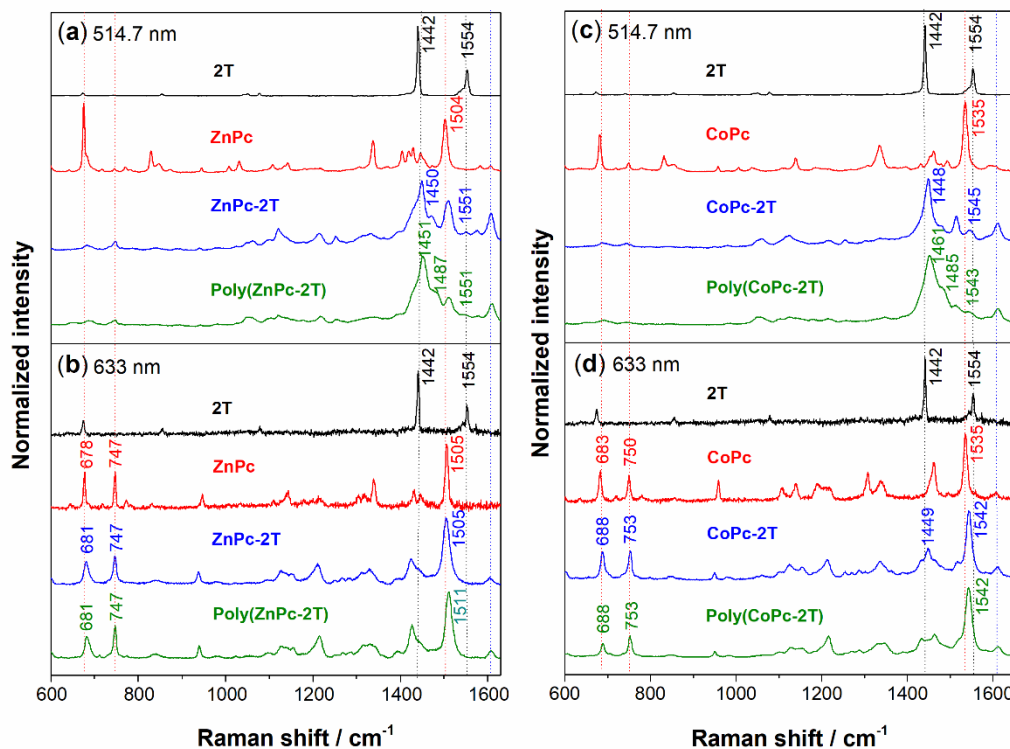 (a) 514.7 nm
1442
1554
2T
1504
ZnPc
1450
1551
ZnPc-2T
1451
1487
1551
Poly(ZnPc-2T)
(b) 633 nm
1442
1554
2T
678
747
1505
ZnPc
681
747
1505
ZnPc-2T
681
747
1511
Poly(ZnPc-2T)
600 800 1000 1200 1400 1600
Raman shift / cm-1
Normalized intensity
(c) 514.7 nm
1442
1554
2T
1535
CoPc
1448
1545
CoPc-2T
1461
1485
1543
Poly(CoPc-2T)
(d) 633 nm
1442
1554
2T
683
750
1535
CoPc
688
753
1449
1542
CoPc-2T
688
753
1542
Poly(CoPc-2T)
600 800 1000 1200 1400 1600
Raman shift / cm-1
Normalized intensity